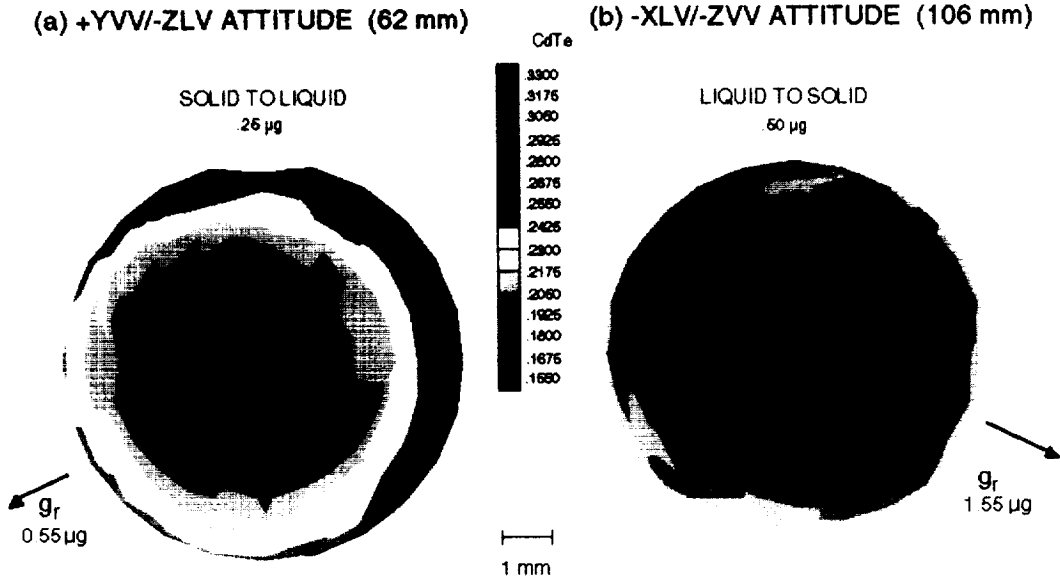 (a) +YVV/-ZLV ATTITUDE (62 mm)
(b) -XLV/-ZVV ATTITUDE (106 mm)
CdTe
SOLID TO LIQUID
.25 µg
LIQUID TO SOLID
.50 µg
.3300
.3175
.3050
.2925
.2800
.2675
.2550
.2425
.2300
.2175
.2050
.1925
.1800
.1675
.1550
gr
0.55 µg
gr
1.55 µg
1 mm